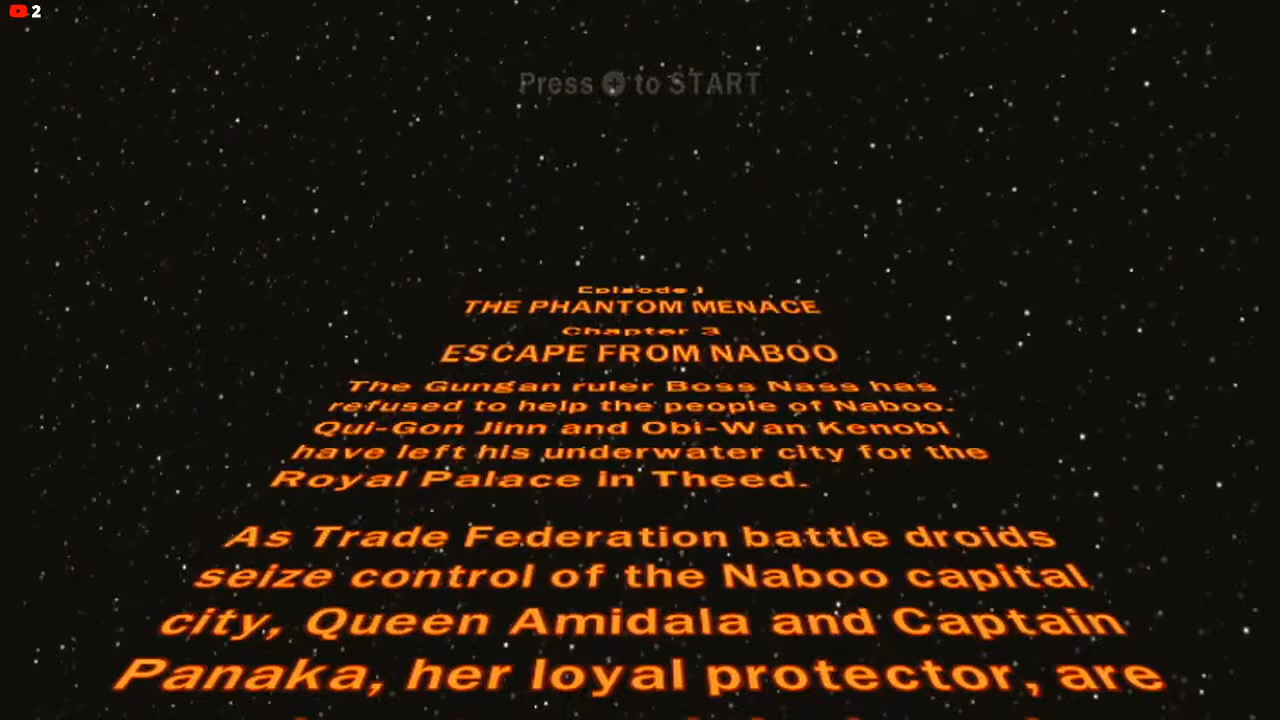 2
Press to START
Episode I
THE PHANTOM MENACE
Chapter 3
ESCAPE FROM NABOO
The Gungan ruler Boss Nass has
refused to help the people of Naboo.
Qui-Gon Jinn and Obi-Wan Kenobi
have left his underwater city for the
Royal Palace in Theed.
As Trade Federation battle droids
seize control of the Naboo capital
city, Queen Amidala and Captain
Panaka, her loyal protector, are